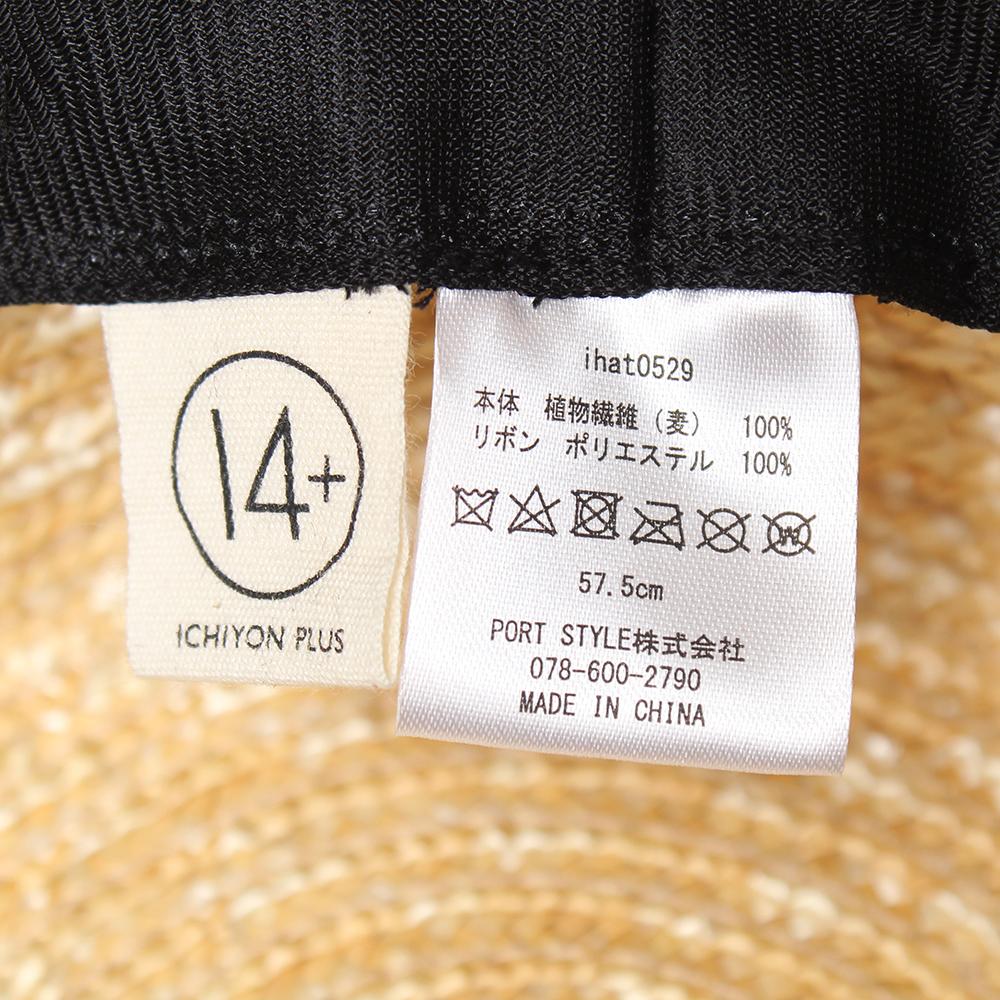 14+
ICHIYON PLUS
ihat0529
本体 植物繊維（麦） 100%
リボン ポリエステル 100%
W
57.5cm
PORT STYLE株式会社
078-600-2790
MADE IN CHINA